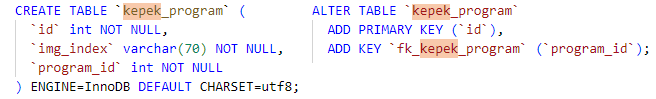 CREATE TABLE `kepek_program` (
  `id` int NOT NULL,
  `img_index` varchar(70) NOT NULL,
  `program_id` int NOT NULL
) ENGINE=InnoDB DEFAULT CHARSET=utf8;
ALTER TABLE `kepek_program`
  ADD PRIMARY KEY (`id`),
  ADD KEY `fk_kepek_program` (`program_id`);